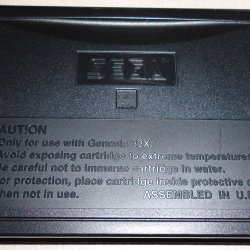 SEGA
CAUTION
Only for use with Genesis 32X.
Avoid exposing cartridge to extreme temperatures
Be careful not to immerse cartridge in water.
For protection, place cartridge inside protective
when not in use. ASSEMBLED IN U.S